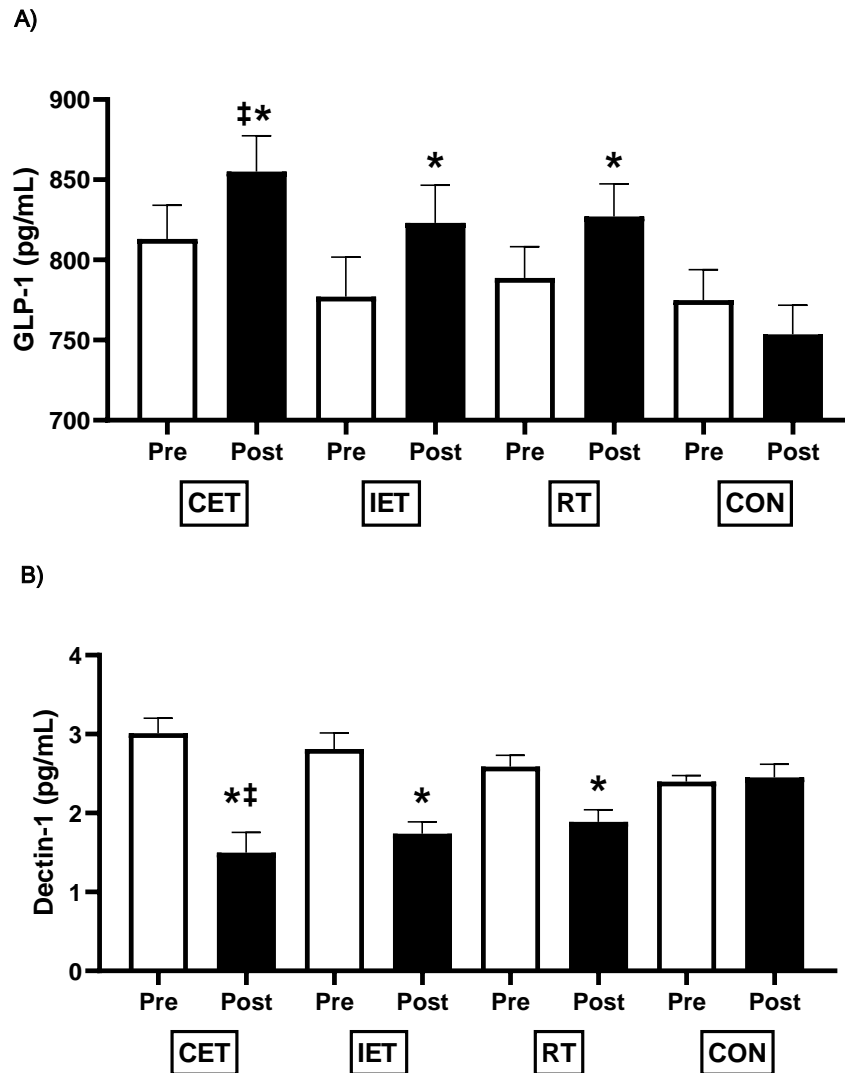 A)
900
850
800
750
700
GLP-1 (pg/mL)
‡*
*
*
Pre Post Pre Post Pre Post Pre Post
CET IET RT CON
B)
4
3
2
1
0
Dectin-1 (pg/mL)
*‡
*
*
Pre Post Pre Post Pre Post Pre Post
CET IET RT CON